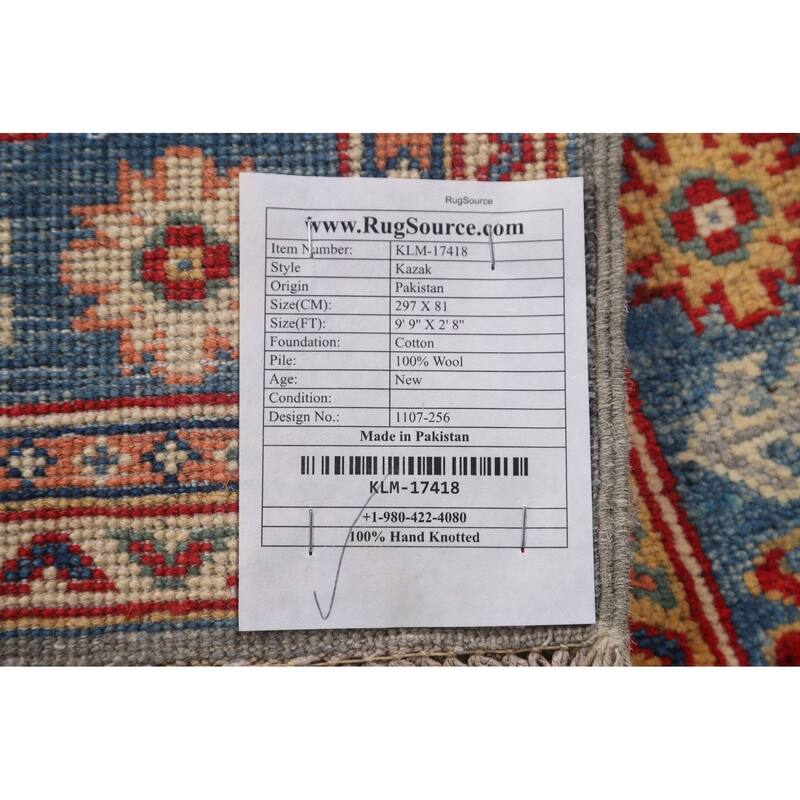 RugSource
www.RugSource.com
Item Number: KLM-17418
Style Kazak
Origin Pakistan
Size(CM): 297 X 81
Size(FT): 9' 9" X 2' 8"
Foundation: Cotton
Pile: 100% Wool
Age: New
Condition:
Design No.: 1107-256
Made in Pakistan
KLM-17418
+1-980-422-4080
100% Hand Knotted